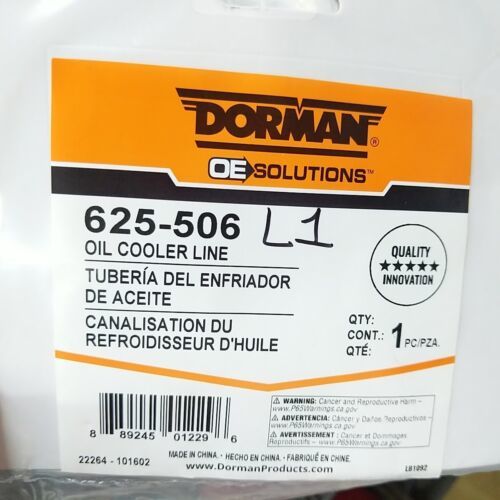 DORMAN®
OE SOLUTIONS™
625-506 L1
OIL COOLER LINE
TUBERÍA DEL ENFRIADOR
DE ACEITE
CANALISATION DU
REFROIDISSEUR D'HUILE
QUALITY
★★★★★
INNOVATION
QTY:
CONT.: 1 PC/PZA.
QTÉ:
⚠ WARNING: Cancer and Reproductive Harm –
www.P65Warnings.ca.gov
⚠ ADVERTENCIA: Cáncer y Daños Reproductivos –
www.P65Warnings.ca.gov
⚠ AVERTISSEMENT : Cancer et Dommages
Reproductifs – www.P65Warnings.ca.gov
8 89245 01229 6
22264 - 101602
MADE IN CHINA. • HECHO EN CHINA. • FABRIQUÉ EN CHINE.
www.DormanProducts.com
LB1092